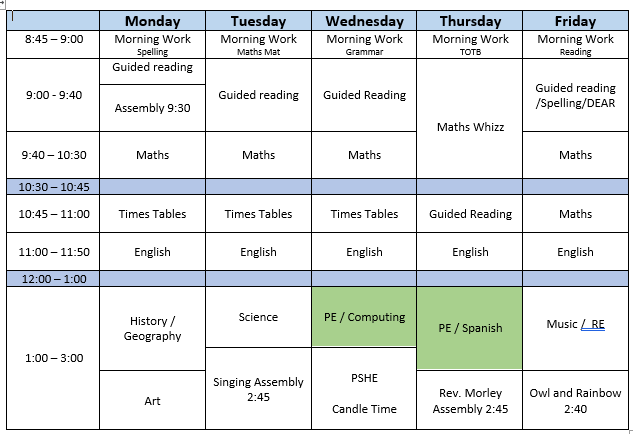 Monday Tuesday Wednesday Thursday Friday
8:45 – 9:00 Morning Work Morning Work Morning Work Morning Work Morning Work
Spelling Maths Mat Grammar TOTB Reading
Guided reading
9:00 - 9:40 Guided reading Guided Reading Guided reading
/Spelling/DEAR
Assembly 9:30
Maths Whizz
9:40 – 10:30 Maths Maths Maths Maths
10:30 – 10:45
10:45 – 11:00 Times Tables Times Tables Times Tables Guided Reading Maths
11:00 – 11:50 English English English English English
12:00 – 1:00
1:00 – 3:00
History /
Geography
Science
PE / Computing
PE / Spanish
Music / RE
Art
Singing Assembly
2:45
PSHE
Candle Time
Rev. Morley
Assembly 2:45
Owl and Rainbow
2:40